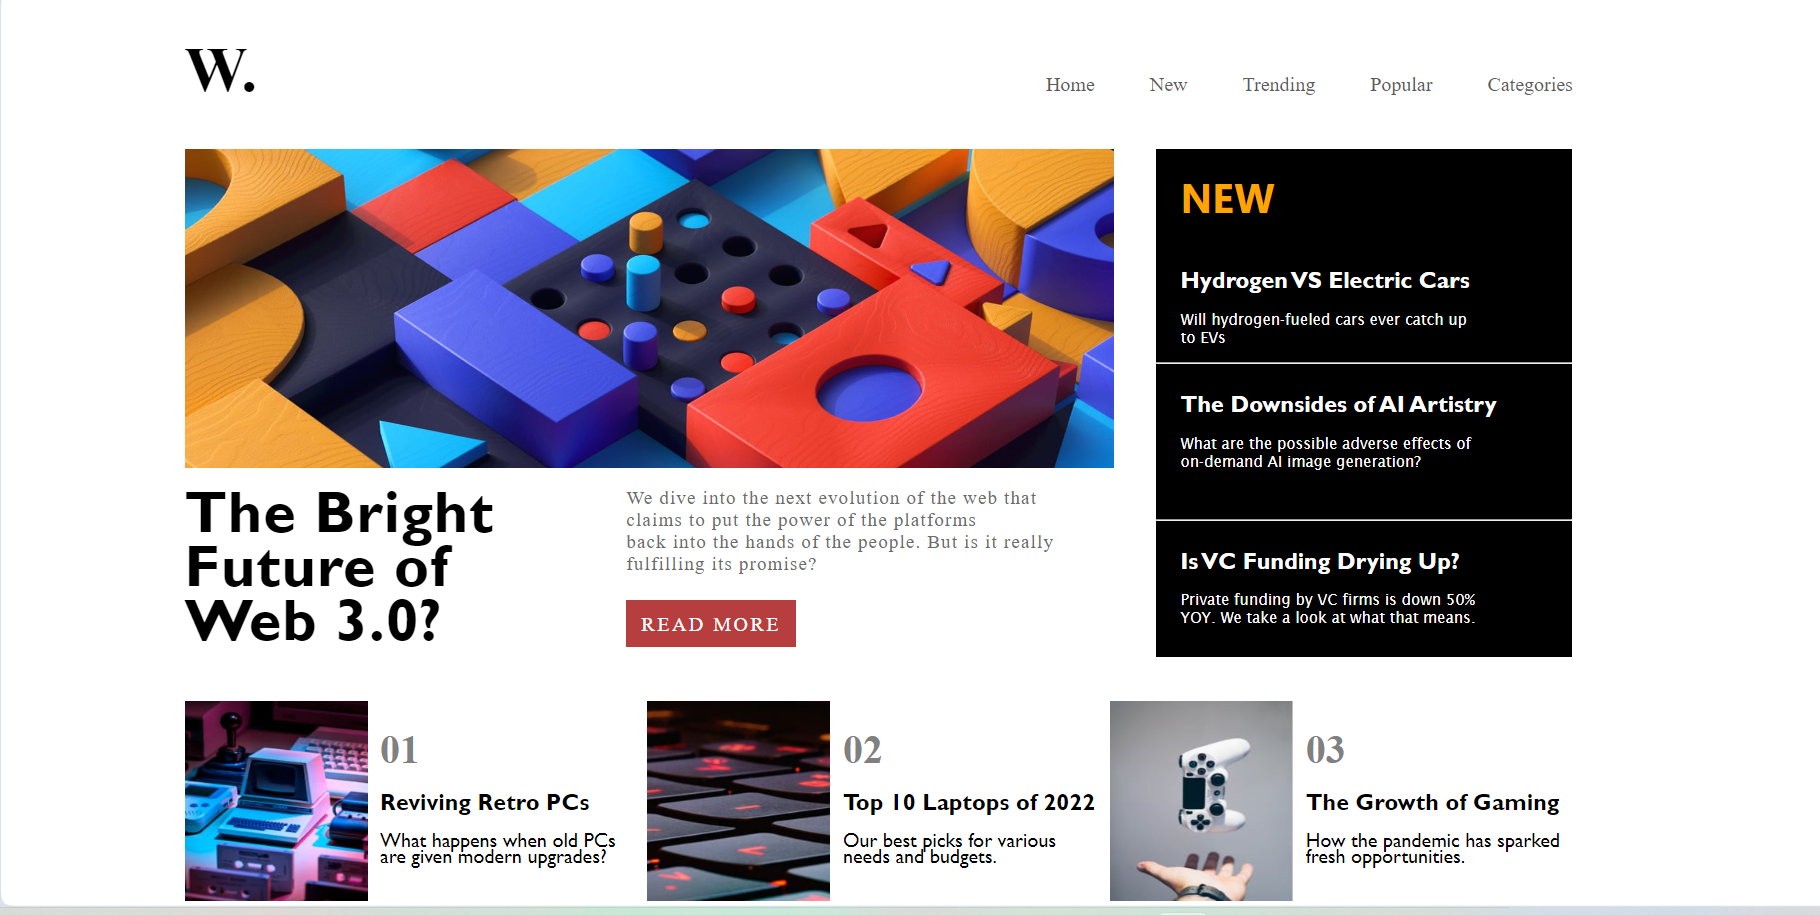 W.
Home New Trending Popular Categories
NEW
Hydrogen VS Electric Cars
Will hydrogen-fueled cars ever catch up
to EVs
The Downsides of AI Artistry
What are the possible adverse effects of
on-demand AI image generation?
Is VC Funding Drying Up?
Private funding by VC firms is down 50%
YOY. We take a look at what that means.
The Bright
Future of
Web 3.0?
We dive into the next evolution of the web that
claims to put the power of the platforms
back into the hands of the people. But is it really
fulfilling its promise?
READ MORE
01
Reviving Retro PCs
What happens when old PCs
are given modern upgrades?
02
Top 10 Laptops of 2022
Our best picks for various
needs and budgets.
03
The Growth of Gaming
How the pandemic has sparked
fresh opportunities.